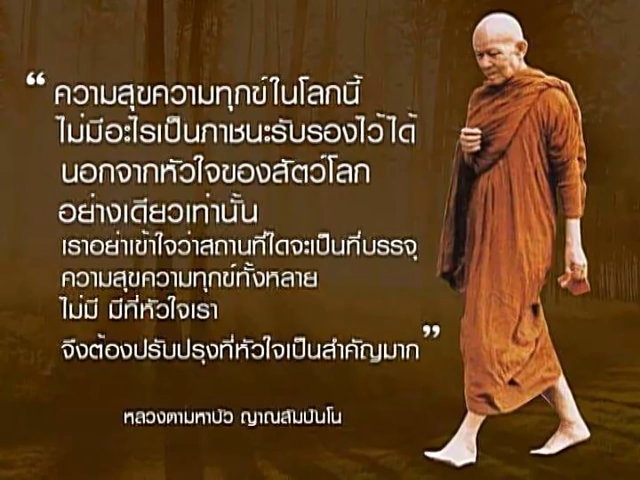 “ ความสุขความทุกข์ในโลกนี้
ไม่มีอะไรเป็นภาชนะรับรองไว้ได้
นอกจากหัวใจของสัตว์โลก
อย่างเดียวเท่านั้น
เราอย่าเข้าใจว่าสถานที่ใดจะเป็นที่บรรจุ
ความสุขความทุกข์ทั้งหลาย
ไม่มี มีที่หัวใจเรา
จึงต้องปรับปรุงที่หัวใจเป็นสำคัญมาก ”
หลวงตามหาบัว ญาณสัมปันโน